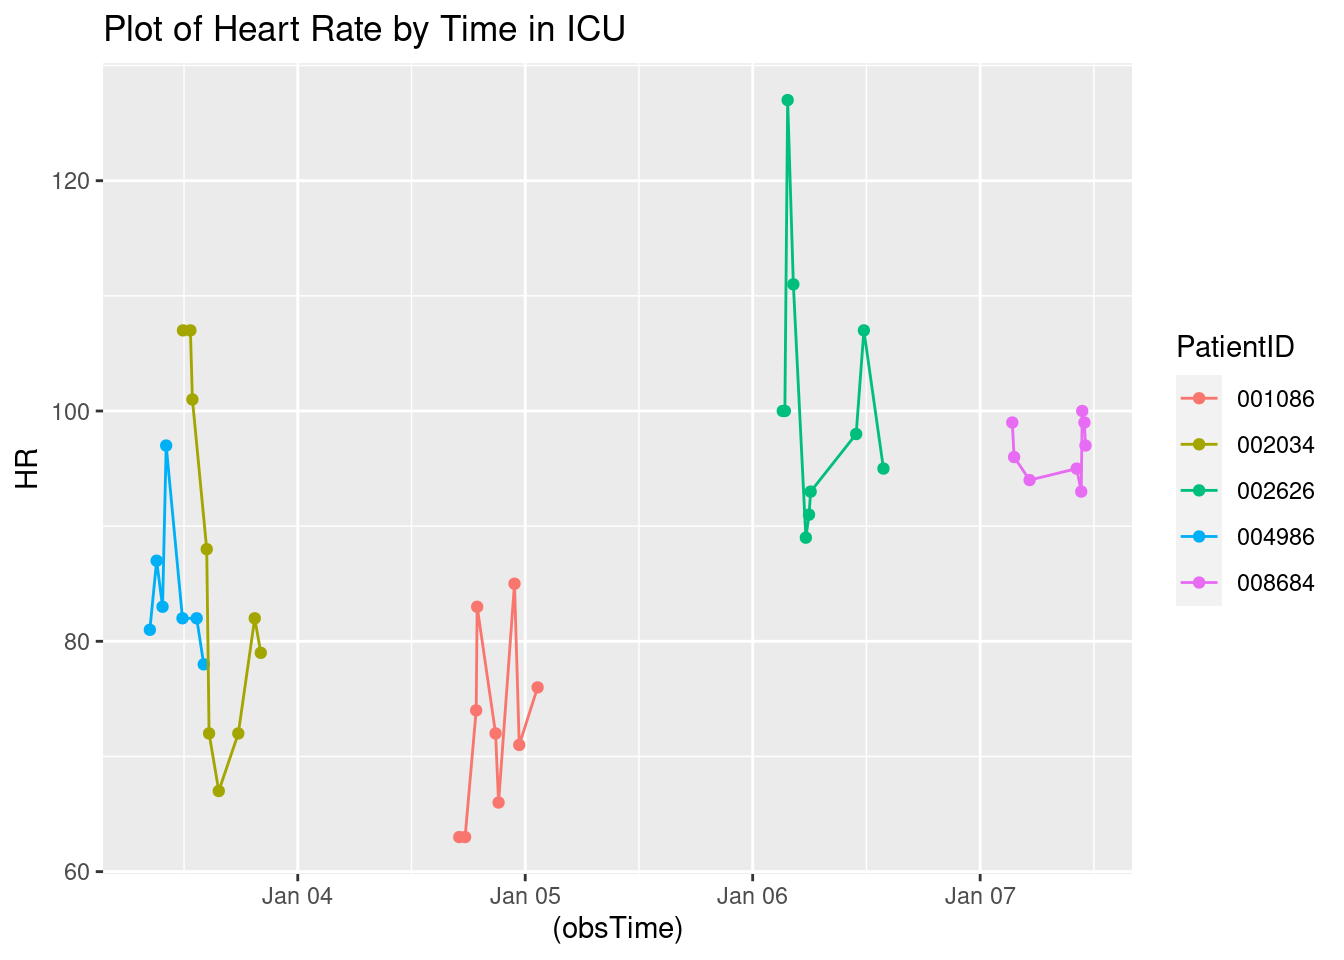 Plot of Heart Rate by Time in ICU
120
100
80
60
HR
Jan 04
Jan 05
Jan 06
Jan 07
(obsTime)
PatientID
001086
002034
002626
004986
008684